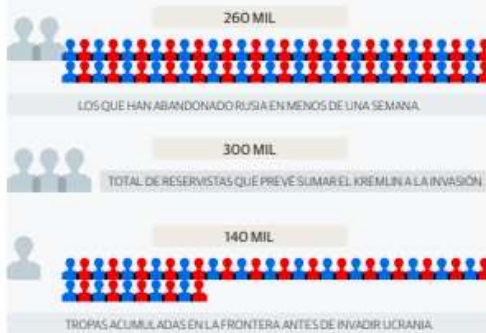 260 MIL
LOS QUE HAN ABANDONADO RUSIA EN MENOS DE UNA SEMANA.
300 MIL
TOTAL DE RESERVISTAS QUE PREVÉ SUMAR EL KREMLIN A LA INVASIÓN.
140 MIL
TROPAS ACUMULADAS EN LA FRONTERA ANTES DE INVADIR UCRANIA.